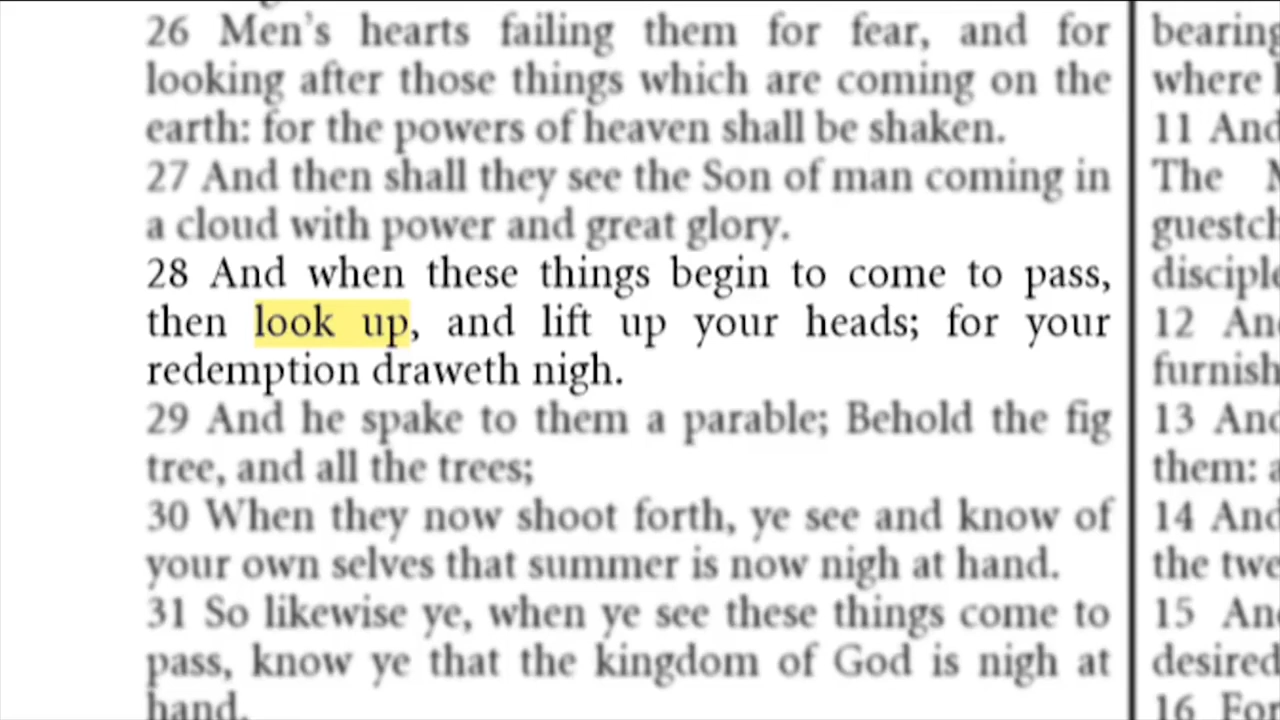 26 Men's hearts failing them for fear, and for
looking after those things which are coming on the
earth: for the powers of heaven shall be shaken.
27 And then shall they see the Son of man coming in
a cloud with power and great glory.
28 And when these things begin to come to pass,
then look up, and lift up your heads; for your
redemption draweth nigh.
29 And he spake to them a parable; Behold the fig
tree, and all the trees;
30 When they now shoot forth, ye see and know of
your own selves that summer is now nigh at hand.
31 So likewise ye, when ye see these things come to
pass, know ye that the kingdom of God is nigh at
hand.
bearing
where
11 And
The
guestch
disciple
12 An
furnish
13 And
them: a
14 And
the twe
15 An
desired
16 For